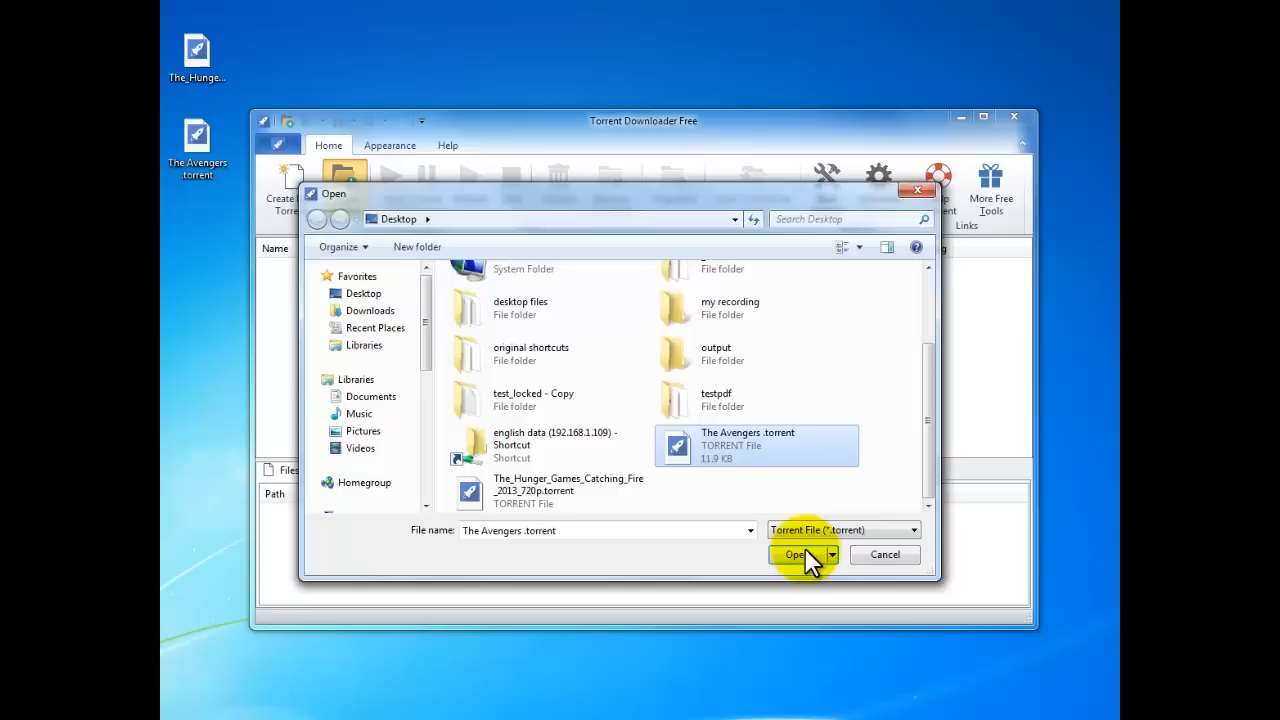 The_Hunge...
The Avengers
.torrent
Torrent Downloader Free
Home
Appearance
Help
Create
Torre
More Free
Tools
Links
Name
Open
Desktop
Search Desktop
Organize
New folder
Favorites
Desktop
Downloads
Recent Places
Libraries
Libraries
Documents
Music
Pictures
Videos
Homegroup
System Folder
File folder
desktop files
File folder
my recording
File folder
original shortcuts
File folder
output
File folder
test_locked - Copy
File folder
testpdf
File folder
english data (192.168.1.109) -
Shortcut
Shortcut
The Avengers .torrent
TORRENT File
11.9 KB
The_Hunger_Games_Catching_Fire
_2013_720p.torrent
TORRENT File
Files
Path
File name:
The Avengers .torrent
Torrent File (*.torrent)
Open
Cancel